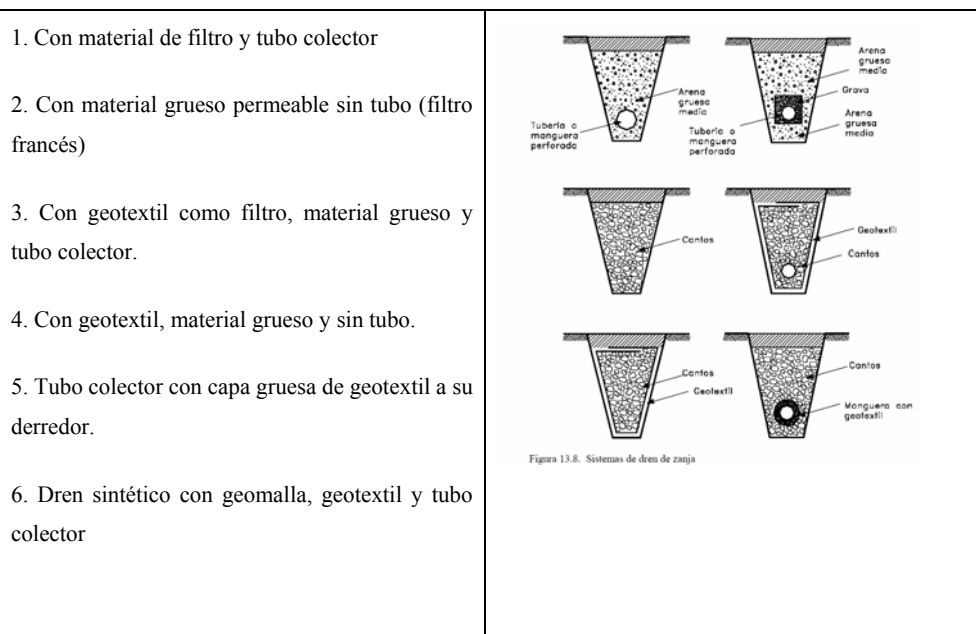 1. Con material de filtro y tubo colector
2. Con material grueso permeable sin tubo (filtro
francés)
3. Con geotextil como filtro, material grueso y
tubo colector.
4. Con geotextil, material grueso y sin tubo.
5. Tubo colector con capa gruesa de geotextil a su
derredor.
6. Dren sintético con geomalla, geotextil y tubo
colector
Arena
gruesa
media
Tubería o
manguera
perforada
Arena
gruesa
media
Grava
Arena
gruesa
media
Tubería o
manguera
perforada
Cantos
Geotextil
Cantos
Cantos
Geotextil
Cantos
Manguera con
geotextil
Figura 13.8. Sistemas de dren de zanja